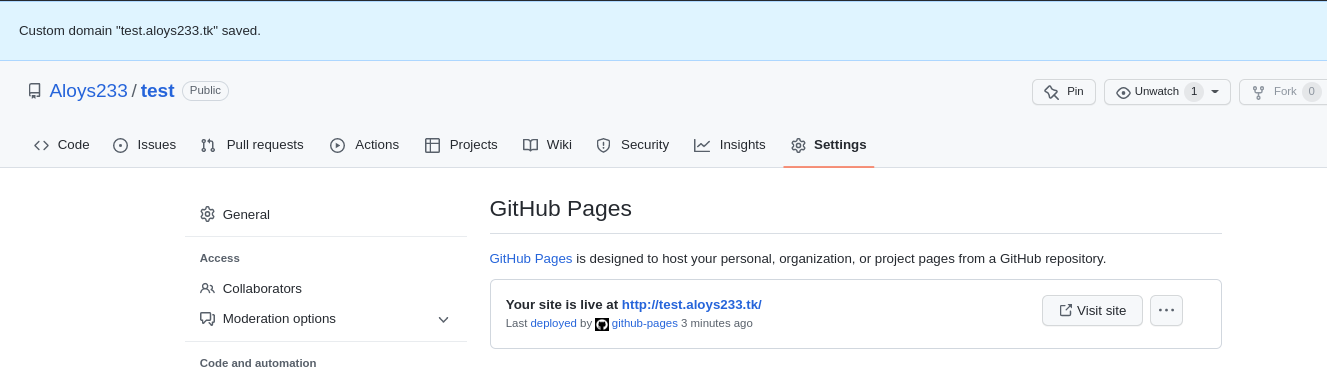 Custom domain "test.aloys233.tk" saved.
Aloys233 / test Public
Pin Unwatch 1 Fork 0
Code Issues Pull requests Actions Projects Wiki Security Insights Settings
General
Access
Collaborators
Moderation options
Code and automation
GitHub Pages
GitHub Pages is designed to host your personal, organization, or project pages from a GitHub repository.
Your site is live at http://test.aloys233.tk/
Last deployed by github-pages 3 minutes ago
Visit site